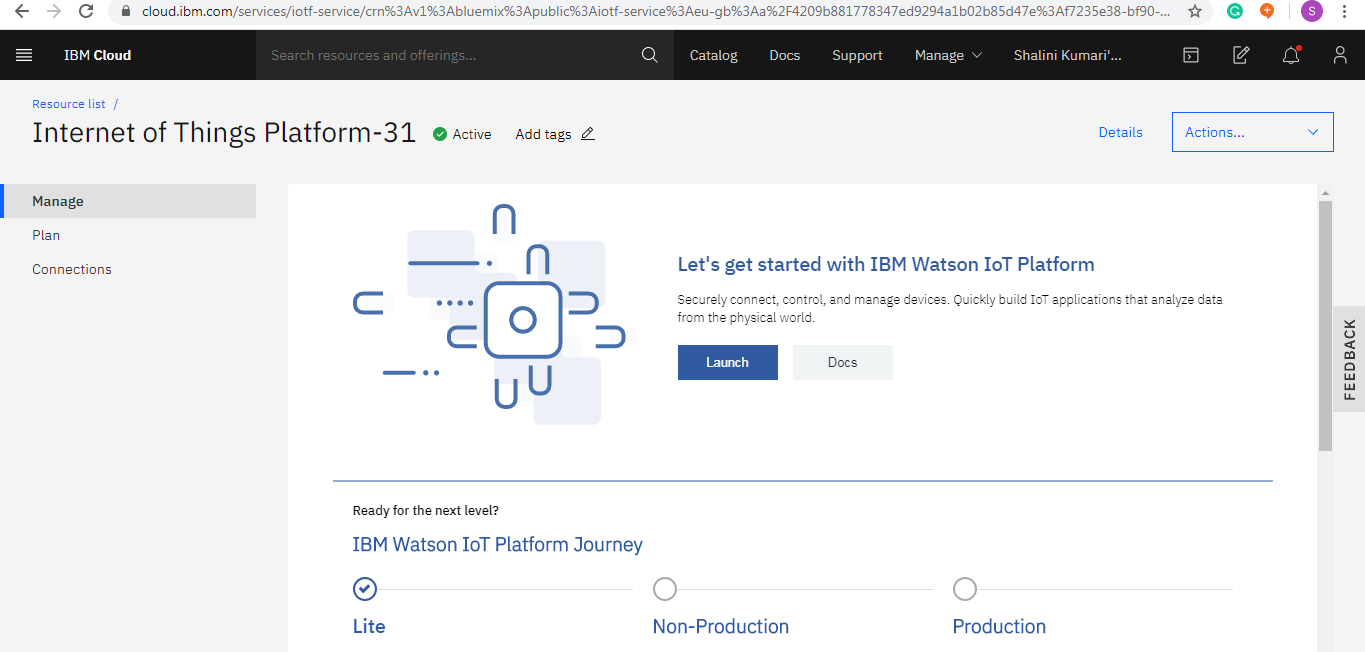 cloud.ibm.com/services/iotf-service/crn%3Av1%3Abluemix%3Apublic%3Aiotf-service%3Aeu-gb%3Aa%2F4209b881778347ed9294a1b02b85d47e%3Af7235e38-bf90-...
S
IBM Cloud
Search resources and offerings...
Catalog
Docs
Support
Manage
Shalini Kumari'...
Resource list /
Internet of Things Platform-31
Active
Add tags
Details
Actions...
Manage
Plan
Connections
Let's get started with IBM Watson IoT Platform
Securely connect, control, and manage devices. Quickly build IoT applications that analyze data
from the physical world.
Launch
Docs
FEEDBACK
Ready for the next level?
IBM Watson IoT Platform Journey
Lite
Non-Production
Production